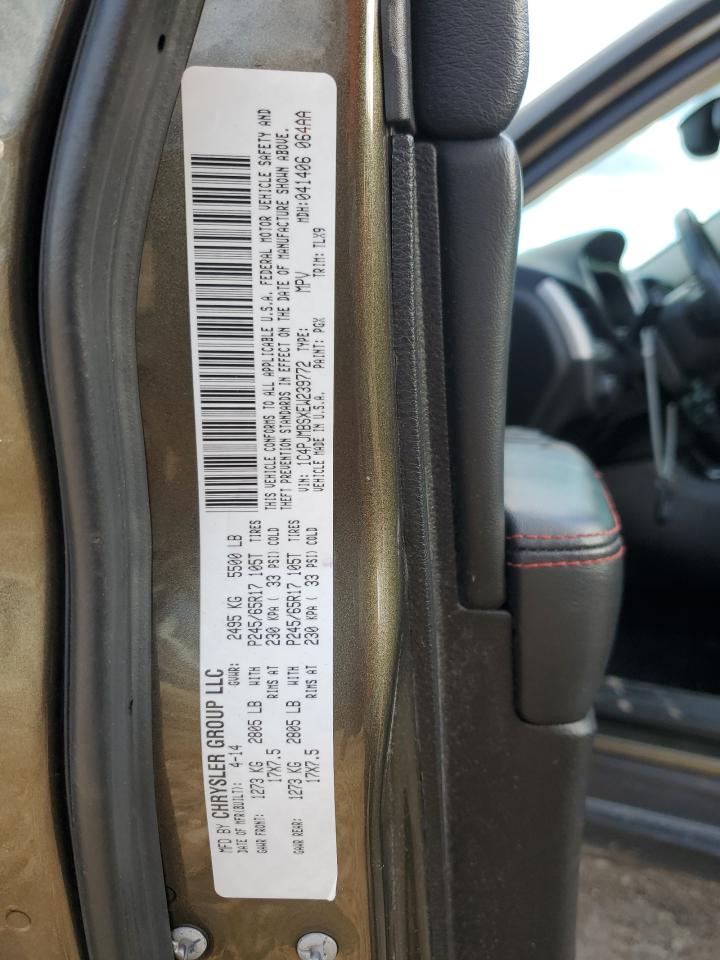 MFD BY CHRYSLER GROUP LLC
DATE OF MFR(BUILT): 4-14 GVWR: 2495 KG 5500 LB
GAWR FRONT: 1273 KG 2805 LB WITH P245/65R17 105T TIRES
17X7.5 RIMS AT 230 KPA ( 33 PSI) COLD
GAWR REAR: 1273 KG 2805 LB WITH P245/65R17 105T TIRES
17X7.5 RIMS AT 230 KPA ( 33 PSI) COLD
THIS VEHICLE CONFORMS TO ALL APPLICABLE U.S.A. FEDERAL MOTOR VEHICLE SAFETY AND
THEFT PREVENTION STANDARDS IN EFFECT ON THE DATE OF MANUFACTURE SHOWN ABOVE.
VIN: 1C4PJMBSXEW239772 TYPE: MPV MDH:041406 064AA
VEHICLE MADE IN U.S.A. PAINT: PGX TRIM: TLX9